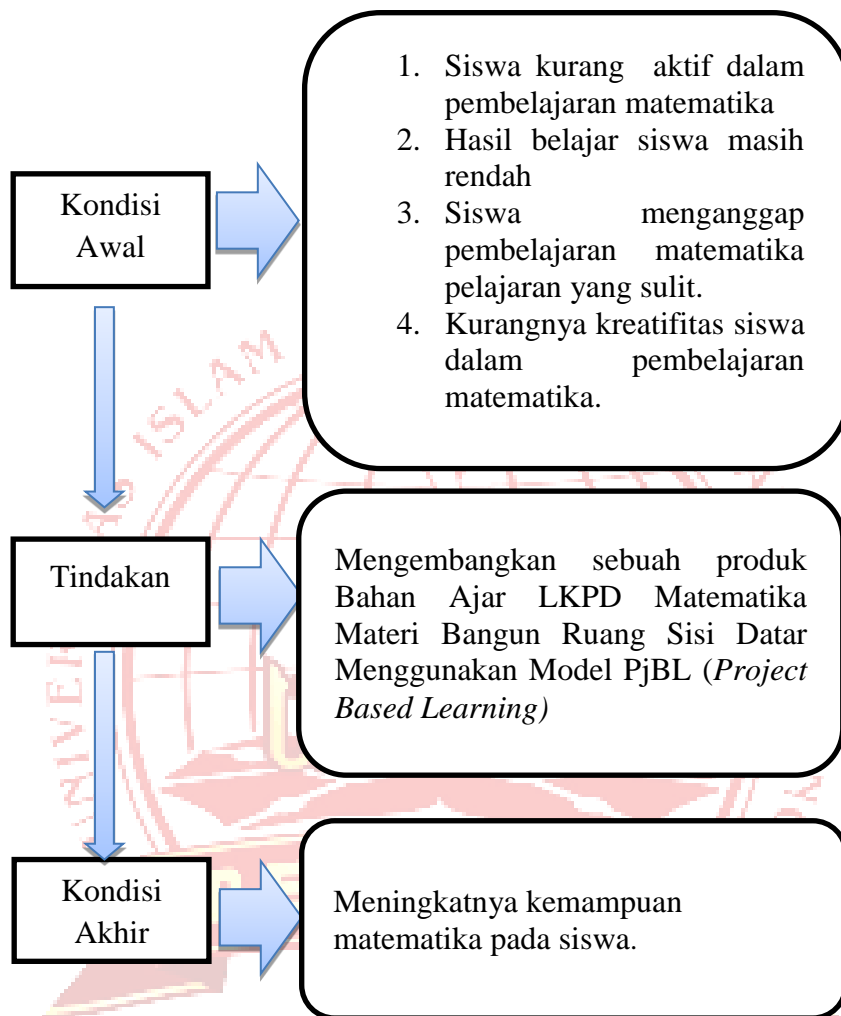 Kondisi
Awal
1. Siswa kurang aktif dalam
pembelajaran matematika
2. Hasil belajar siswa masih
rendah
3. Siswa menganggap
pembelajaran matematika
pelajaran yang sulit.
4. Kurangnya kreatifitas siswa
dalam pembelajaran
matematika.
Tindakan
Mengembangkan sebuah produk
Bahan Ajar LKPD Matematika
Materi Bangun Ruang Sisi Datar
Menggunakan Model PjBL (Project
Based Learning)
Kondisi
Akhir
Meningkatnya kemampuan
matematika pada siswa.
ISLAM